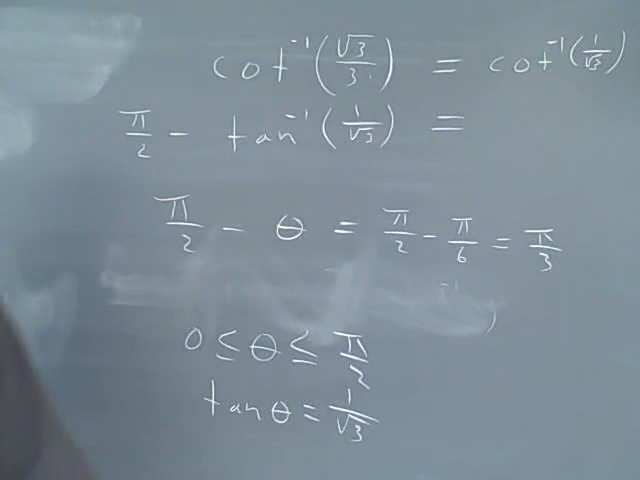 cot⁻¹(√3/3) = cot⁻¹(1/√3)
π/2 - tan⁻¹(1/√3) =
π/2 - θ = π/2 - π/6 = π/3
0 ≤ θ ≤ π/2
tan θ = 1/√3